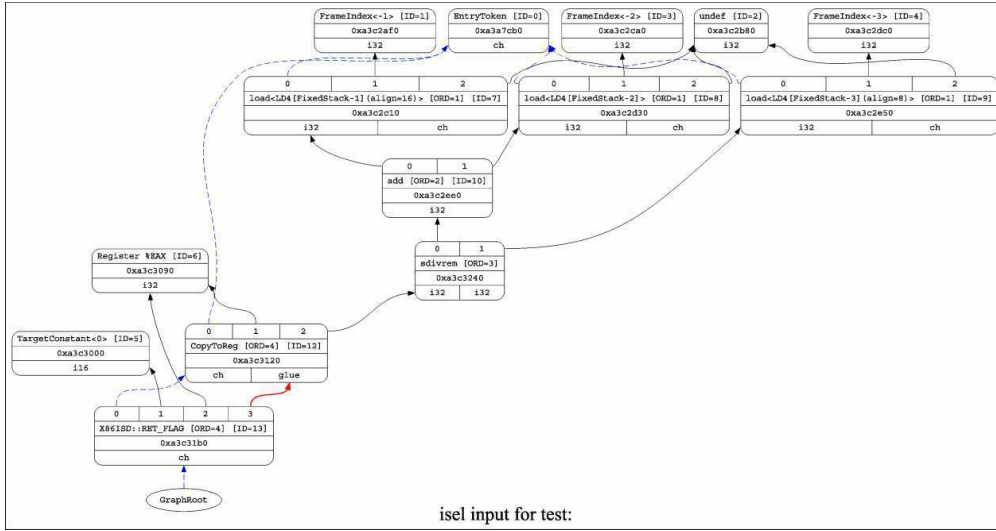 FrameIndex<-1> [ID=1]
0xa3c2af0
i32
EntryToken [ID=0]
0xa3a7cb0
ch
FrameIndex<-2> [ID=3]
0xa3c2ca0
i32
undef [ID=2]
0xa3c2b80
i32
FrameIndex<-3> [ID=4]
0xa3c2dc0
i32
0 1 2
load<LD4[FixedStack-1](align=16)> [ORD=1] [ID=7]
0xa3c2c10
i32 ch
0 1 2
load<LD4[FixedStack-2]> [ORD=1] [ID=8]
0xa3c2d30
i32 ch
0 1 2
load<LD4[FixedStack-3](align=8)> [ORD=1] [ID=9]
0xa3c2e50
i32 ch
0 1
add [ORD=2] [ID=10]
0xa3c2ee0
i32
0 1
sdivrem [ORD=3]
0xa3c3240
i32 i32
Register %EAX [ID=6]
0xa3c3090
i32
0 1 2
CopyToReg [ORD=4] [ID=12]
0xa3c3120
ch glue
TargetConstant<0> [ID=5]
0xa3c3000
i16
0 1 2 3
X86ISD::RET_FLAG [ORD=4] [ID=13]
0xa3c31b0
ch
GraphRoot
isel input for test: